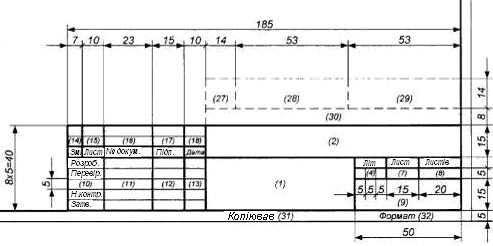 185
7 10 23 15 10 14 53 53
14
(27) (28) (29)
8
(30)
(14) (15) (16) (17) (18) (2)
15
Зм. Лист № докум. Підп. Дата
8x5=40
Розроб. Літ Лист Листів
Перевір. (4) (7) (8)
5
5 5 5 15 20
(10) (11) (12) (13) (1)
15
Н контр. (9)
Затв.
Копіював (31) Формат (32)
5
50